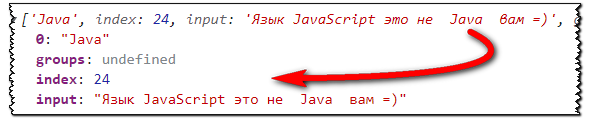 ['Java', index: 24, input: 'Язык JavaScript это не  Java  вам =)',
0: "Java"
groups: undefined
index: 24
input: "Язык JavaScript это не  Java  вам =)"